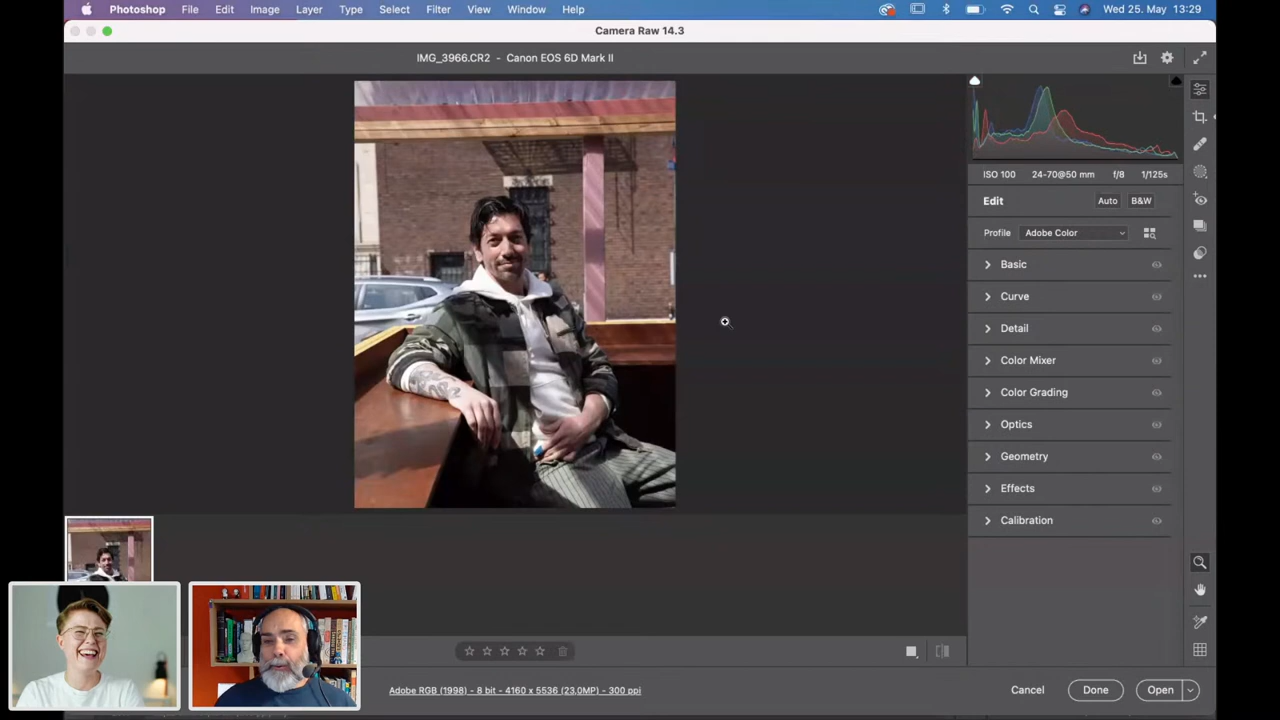 Photoshop File Edit Image Layer Type Select Filter View Window Help Wed 25. May 13:29
Camera Raw 14.3
IMG_3966.CR2 - Canon EOS 6D Mark II
ISO 100 24-70@50 mm f/8 1/125s
Edit Auto B&W
Profile Adobe Color
Basic
Curve
Detail
Color Mixer
Color Grading
Optics
Geometry
Effects
Calibration
Adobe RGB (1998) - 8 bit - 4160 x 5536 (23,0MP) - 300 ppi
Cancel Done Open